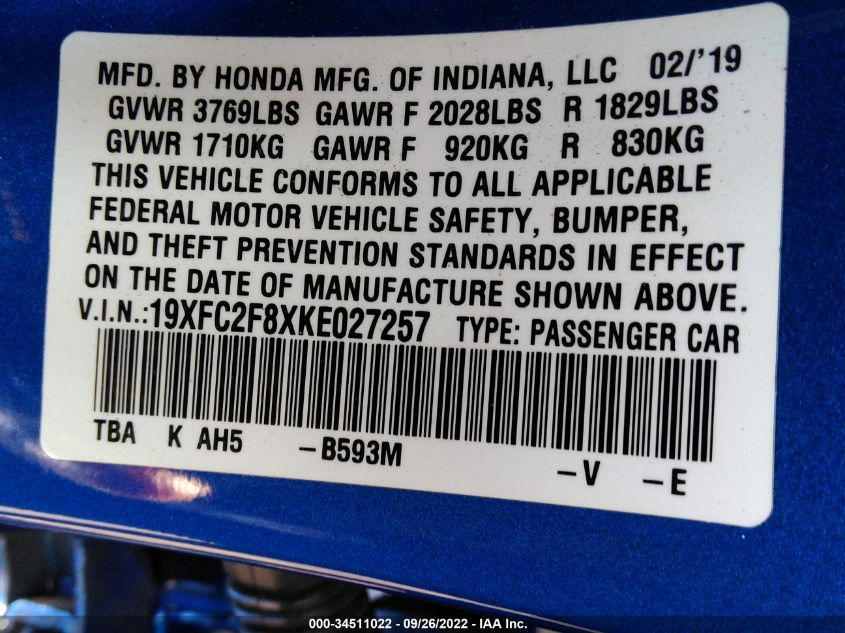 MFD. BY HONDA MFG. OF INDIANA, LLC 02/'19
GVWR 3769LBS GAWR F 2028LBS R 1829LBS
GVWR 1710KG GAWR F 920KG R 830KG
THIS VEHICLE CONFORMS TO ALL APPLICABLE
FEDERAL MOTOR VEHICLE SAFETY, BUMPER,
AND THEFT PREVENTION STANDARDS IN EFFECT
ON THE DATE OF MANUFACTURE SHOWN ABOVE.
V.I.N.:19XFC2F8XKE027257 TYPE: PASSENGER CAR
TBA K AH5 -B593M -V -E
000-34511022 - 09/26/2022 - IAA Inc.